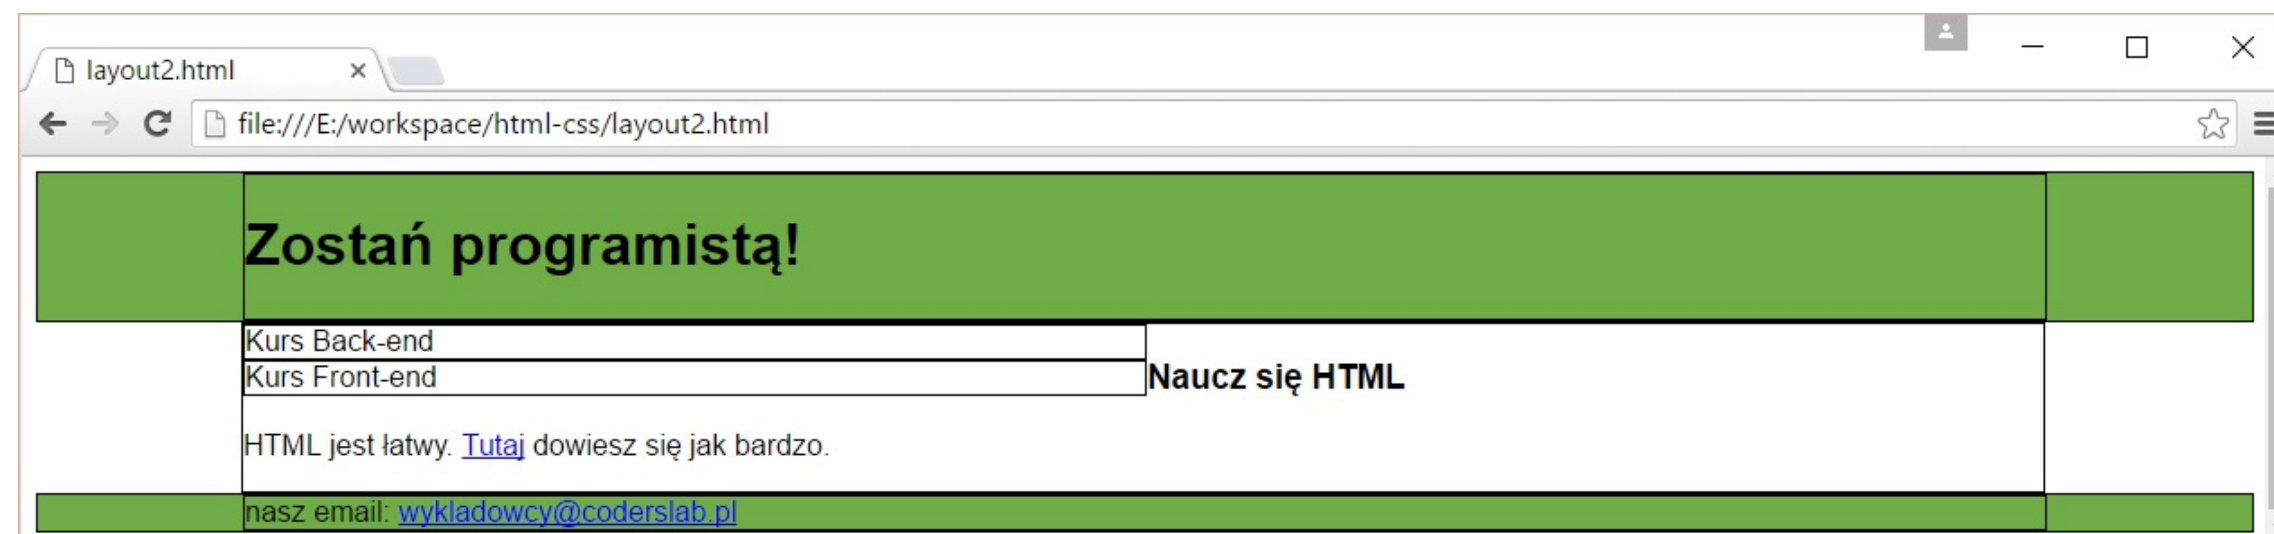 layout2.html
file:///E:/workspace/html-css/layout2.html
Zostań programistą!
Kurs Back-end
Kurs Front-end
Naucz się HTML
HTML jest łatwy. Tutaj dowiesz się jak bardzo.
nasz email: wykladowcy@coderslab.pl